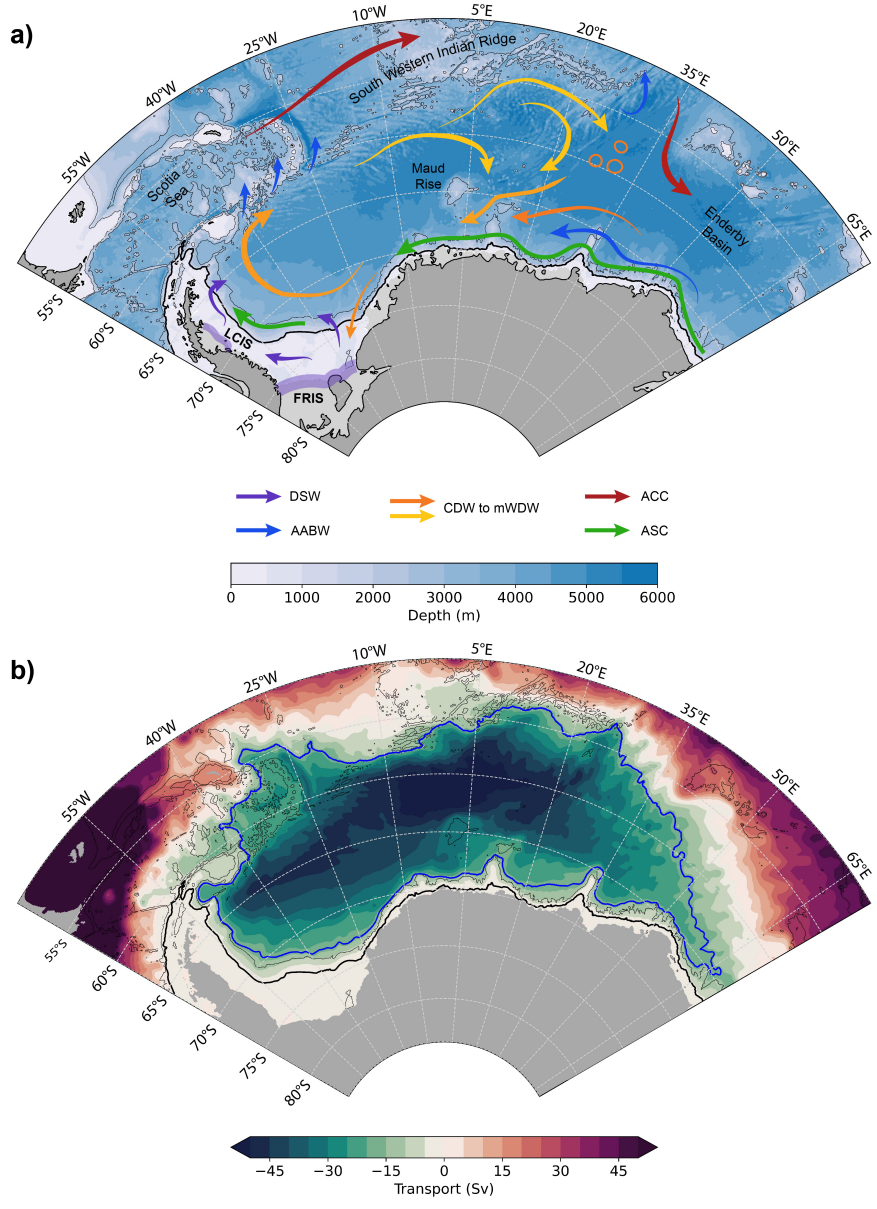 a)
10°W
5°E
20°E
25°W
35°E
40°W
50°E
55°W
65°E
South Western Indian Ridge
Scotia
Sea
Maud
Rise
Enderby
Basin
55°S
60°S
65°S
70°S
75°S
80°S
LCIS
FRIS
DSW
AABW
CDW to mWDW
ACC
ASC
0 1000 2000 3000 4000 5000 6000
Depth (m)
b)
10°W
5°E
20°E
25°W
35°E
40°W
50°E
55°W
65°E
55°S
60°S
65°S
70°S
75°S
80°S
−45 −30 −15 0 15 30 45
Transport (Sv)